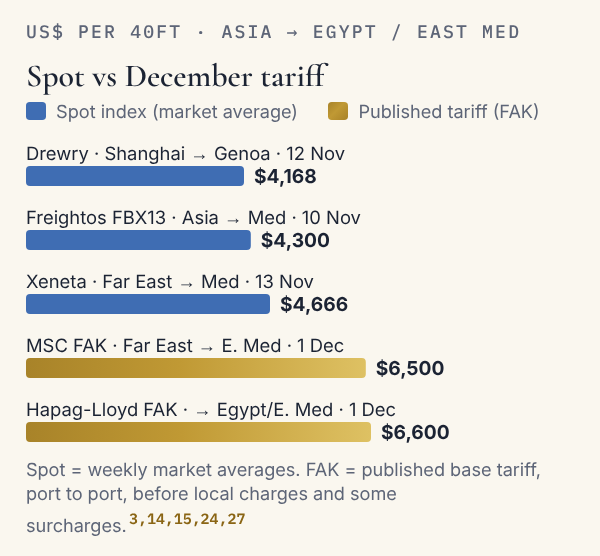 US$ PER 40FT · ASIA → EGYPT / EAST MED
Spot vs December tariff
Spot index (market average) Published tariff (FAK)
Drewry · Shanghai → Genoa · 12 Nov
$4,168
Freightos FBX13 · Asia → Med · 10 Nov
$4,300
Xeneta · Far East → Med · 13 Nov
$4,666
MSC FAK · Far East → E. Med · 1 Dec
$6,500
Hapag-Lloyd FAK · → Egypt/E. Med · 1 Dec
$6,600
Spot = weekly market averages. FAK = published base tariff,
port to port, before local charges and some
surcharges. 3,14,15,24,27